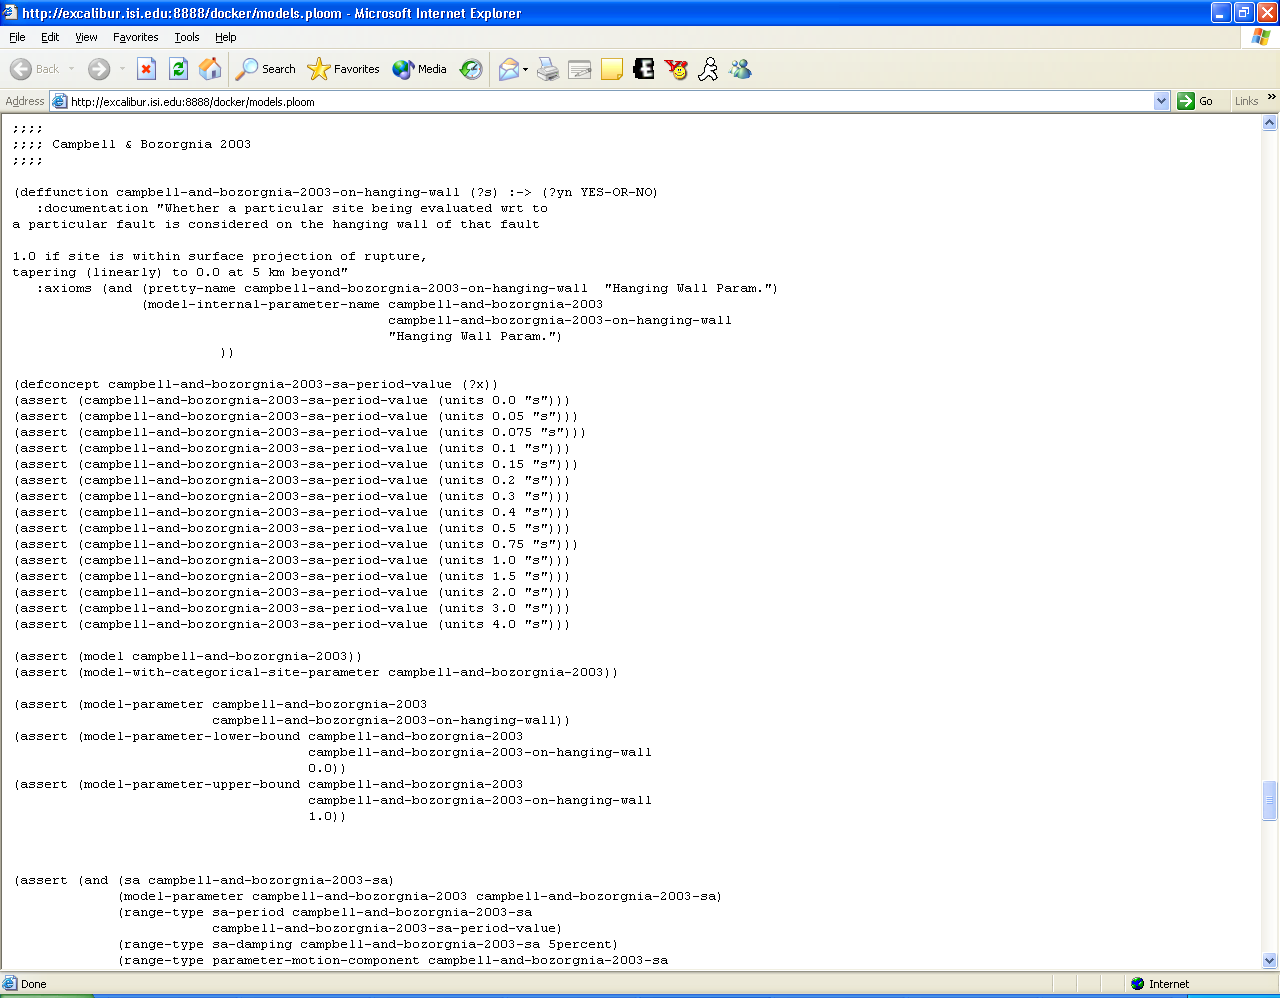 http://excalibur.isi.edu:8888/docker/models.ploom - Microsoft Internet Explorer
File Edit View Favorites Tools Help
Back Search Favorites Media
Address http://excalibur.isi.edu:8888/docker/models.ploom Go Links »
;;;;
;;;; Campbell & Bozorgnia 2003
;;;;
(deffunction campbell-and-bozorgnia-2003-on-hanging-wall (?s) :-> (?yn YES-OR-NO)
:documentation "Whether a particular site being evaluated wrt to
a particular fault is considered on the hanging wall of that fault
1.0 if site is within surface projection of rupture,
tapering (linearly) to 0.0 at 5 km beyond"
:axioms (and (pretty-name campbell-and-bozorgnia-2003-on-hanging-wall "Hanging Wall Param.")
(model-internal-parameter-name campbell-and-bozorgnia-2003
campbell-and-bozorgnia-2003-on-hanging-wall
"Hanging Wall Param.")
))
(defconcept campbell-and-bozorgnia-2003-sa-period-value (?x))
(assert (campbell-and-bozorgnia-2003-sa-period-value (units 0.0 "s")))
(assert (campbell-and-bozorgnia-2003-sa-period-value (units 0.05 "s")))
(assert (campbell-and-bozorgnia-2003-sa-period-value (units 0.075 "s")))
(assert (campbell-and-bozorgnia-2003-sa-period-value (units 0.1 "s")))
(assert (campbell-and-bozorgnia-2003-sa-period-value (units 0.15 "s")))
(assert (campbell-and-bozorgnia-2003-sa-period-value (units 0.2 "s")))
(assert (campbell-and-bozorgnia-2003-sa-period-value (units 0.3 "s")))
(assert (campbell-and-bozorgnia-2003-sa-period-value (units 0.4 "s")))
(assert (campbell-and-bozorgnia-2003-sa-period-value (units 0.5 "s")))
(assert (campbell-and-bozorgnia-2003-sa-period-value (units 0.75 "s")))
(assert (campbell-and-bozorgnia-2003-sa-period-value (units 1.0 "s")))
(assert (campbell-and-bozorgnia-2003-sa-period-value (units 1.5 "s")))
(assert (campbell-and-bozorgnia-2003-sa-period-value (units 2.0 "s")))
(assert (campbell-and-bozorgnia-2003-sa-period-value (units 3.0 "s")))
(assert (campbell-and-bozorgnia-2003-sa-period-value (units 4.0 "s")))
(assert (model campbell-and-bozorgnia-2003))
(assert (model-with-categorical-site-parameter campbell-and-bozorgnia-2003))
(assert (model-parameter campbell-and-bozorgnia-2003
campbell-and-bozorgnia-2003-on-hanging-wall))
(assert (model-parameter-lower-bound campbell-and-bozorgnia-2003
campbell-and-bozorgnia-2003-on-hanging-wall
0.0))
(assert (model-parameter-upper-bound campbell-and-bozorgnia-2003
campbell-and-bozorgnia-2003-on-hanging-wall
1.0))
(assert (and (sa campbell-and-bozorgnia-2003-sa)
(model-parameter campbell-and-bozorgnia-2003 campbell-and-bozorgnia-2003-sa)
(range-type sa-period campbell-and-bozorgnia-2003-sa
campbell-and-bozorgnia-2003-sa-period-value)
(range-type sa-damping campbell-and-bozorgnia-2003-sa 5percent)
(range-type parameter-motion-component campbell-and-bozorgnia-2003-sa
Done Internet